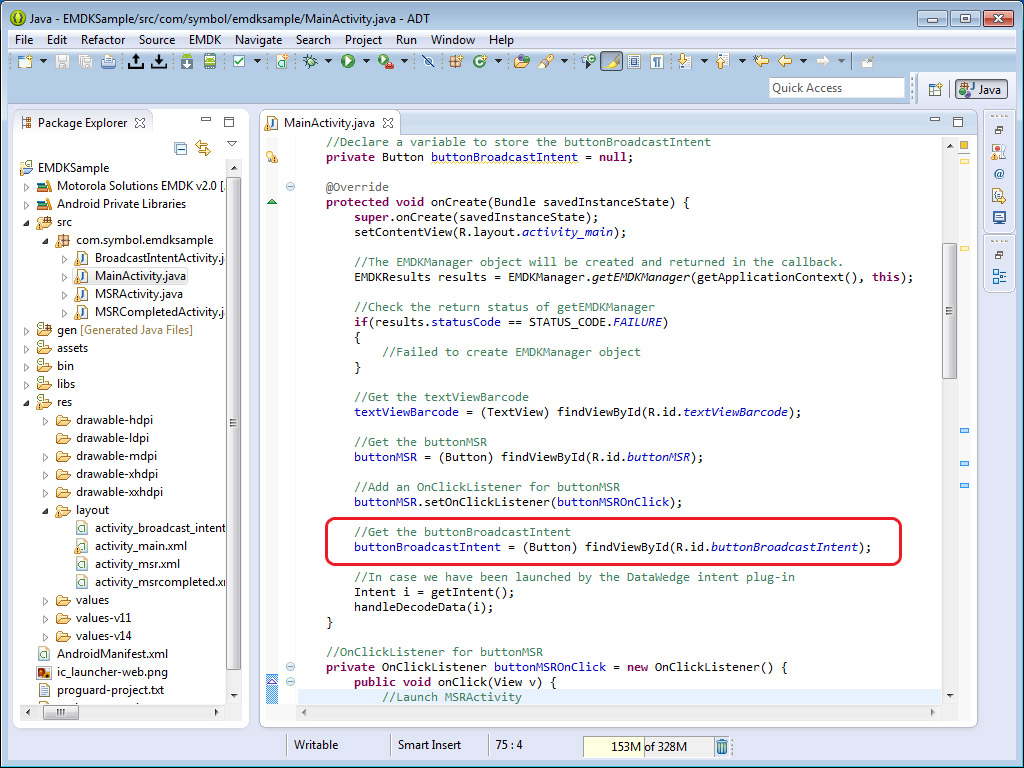 Java - EMDKSample/src/com/symbol/emdksample/MainActivity.java - ADT
File Edit Refactor Source EMDK Navigate Search Project Run Window Help
Quick Access
Java
Package Explorer
EMDKSample
Motorola Solutions EMDK v2.0 [
Android Private Libraries
src
com.symbol.emdksample
BroadcastIntentActivity.j
MainActivity.java
MSRActivity.java
MSRCompletedActivity.j
gen [Generated Java Files]
assets
bin
libs
res
drawable-hdpi
drawable-ldpi
drawable-mdpi
drawable-xhdpi
drawable-xxhdpi
layout
activity_broadcast_intent
activity_main.xml
activity_msr.xml
activity_msrcompleted.x
values
values-v11
values-v14
AndroidManifest.xml
ic_launcher-web.png
proguard-project.txt
MainActivity.java
//Declare a variable to store the buttonBroadcastIntent
private Button buttonBroadcastIntent = null;
@Override
protected void onCreate(Bundle savedInstanceState) {
super.onCreate(savedInstanceState);
setContentView(R.layout.activity_main);
//The EMDKManager object will be created and returned in the callback.
EMDKResults results = EMDKManager.getEMDKManager(getApplicationContext(), this);
//Check the return status of getEMDKManager
if(results.statusCode == STATUS_CODE.FAILURE)
{
//Failed to create EMDKManager object
}
//Get the textViewBarcode
textViewBarcode = (TextView) findViewById(R.id.textViewBarcode);
//Get the buttonMSR
buttonMSR = (Button) findViewById(R.id.buttonMSR);
//Add an OnClickListener for buttonMSR
buttonMSR.setOnClickListener(buttonMSROnClick);
//Get the buttonBroadcastIntent
buttonBroadcastIntent = (Button) findViewById(R.id.buttonBroadcastIntent);
//In case we have been launched by the DataWedge intent plug-in
Intent i = getIntent();
handleDecodeData(i);
}
//OnClickListener for buttonMSR
private OnClickListener buttonMSROnClick = new OnClickListener() {
public void onClick(View v) {
//Launch MSRActivity
Writable
Smart Insert
75 : 4
153M of 328M